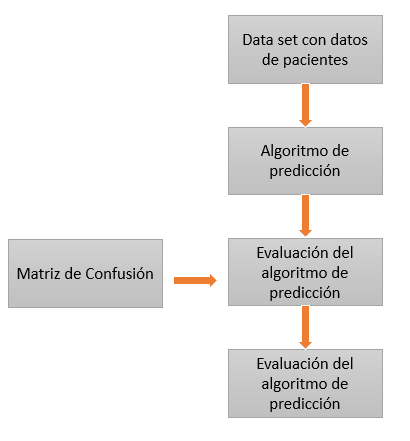 Data set con datos
de pacientes
Algoritmo de
predicción
Matriz de Confusión
Evaluación del
algoritmo de
predicción
Evaluación del
algoritmo de
predicción